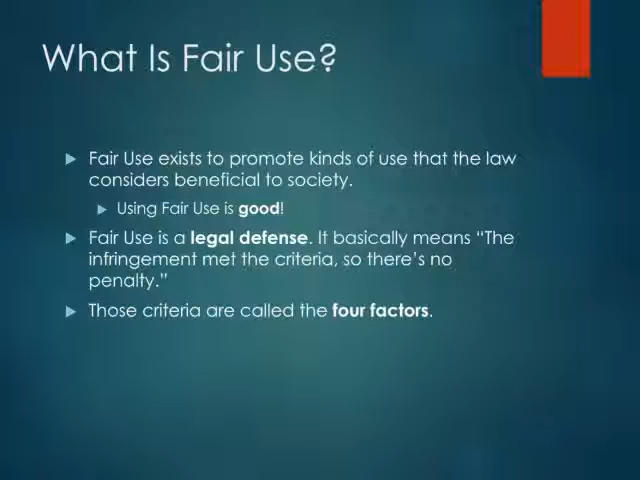 What Is Fair Use?
Fair Use exists to promote kinds of use that the law
considers beneficial to society.
Using Fair Use is good!
Fair Use is a legal defense. It basically means “The
infringement met the criteria, so there’s no
penalty.”
Those criteria are called the four factors.